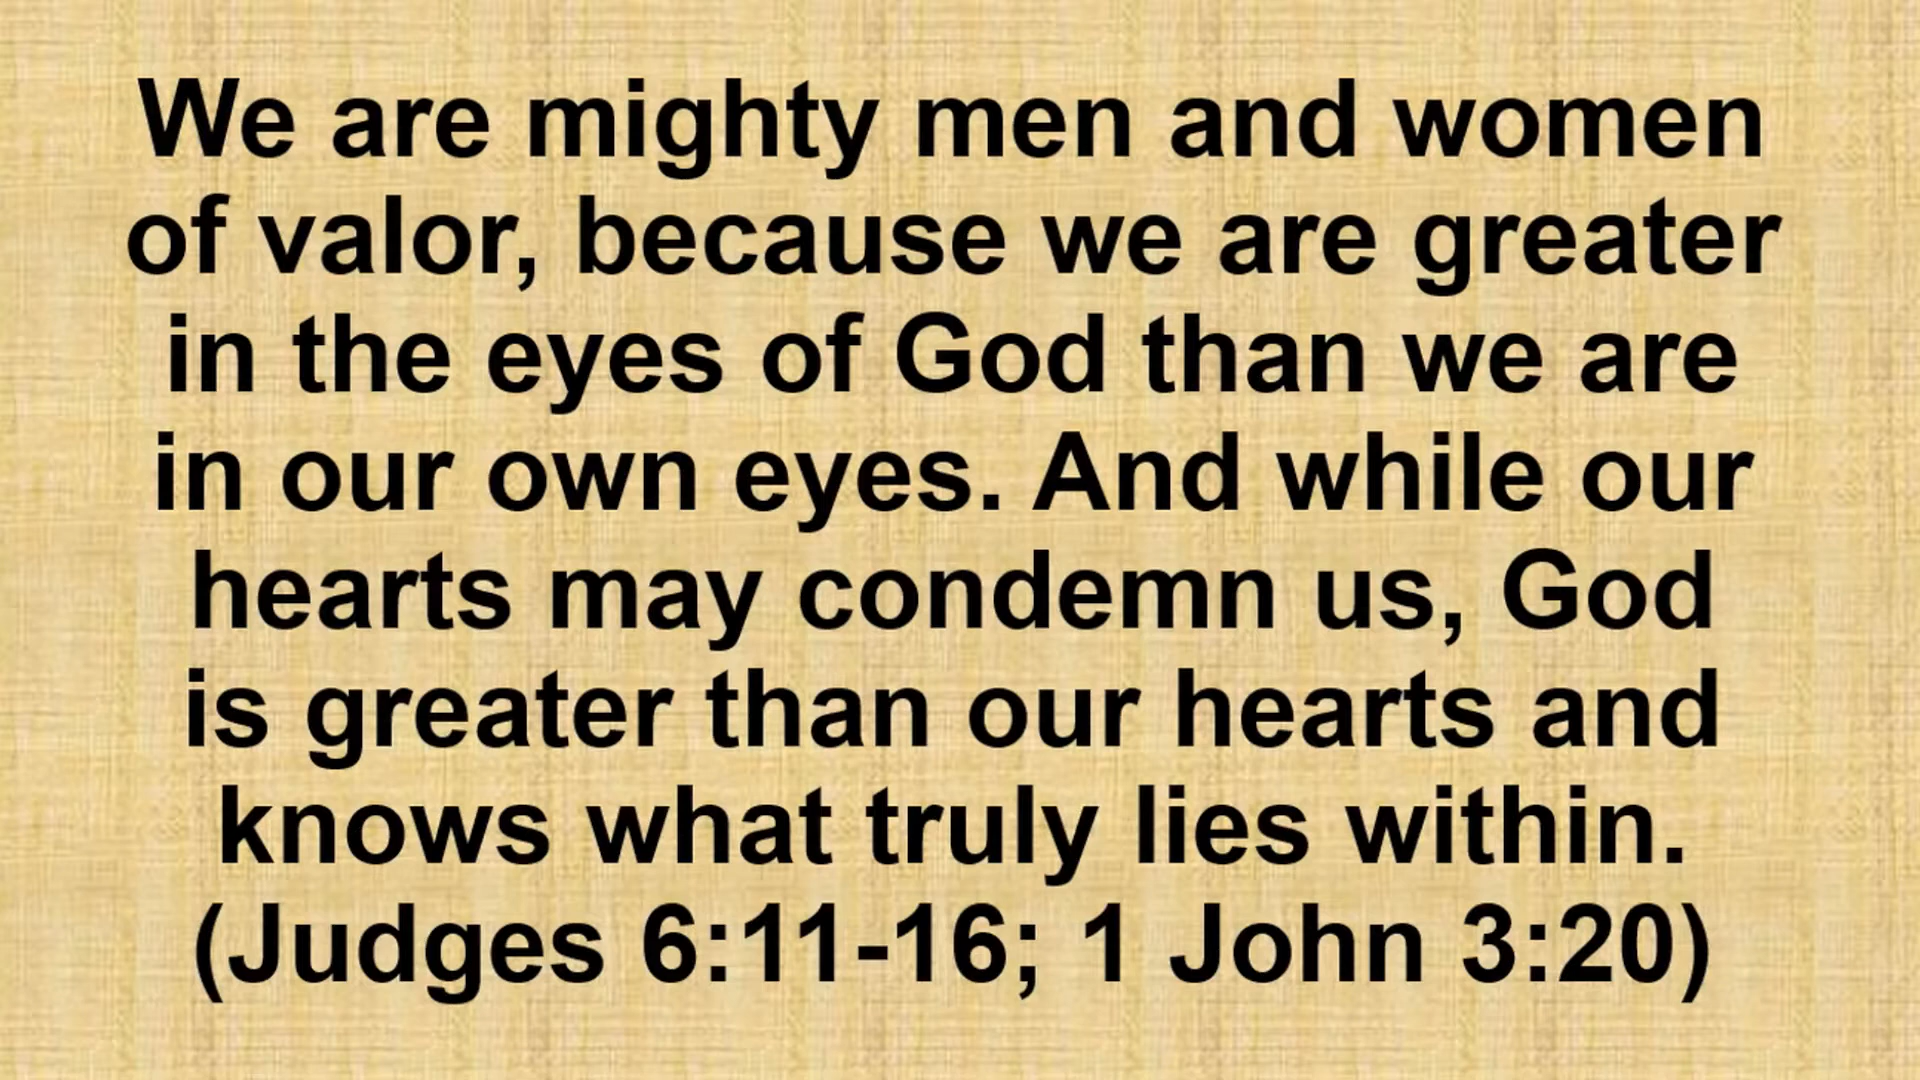 We are mighty men and women
of valor, because we are greater
in the eyes of God than we are
in our own eyes. And while our
hearts may condemn us, God
is greater than our hearts and
knows what truly lies within.
(Judges 6:11-16; 1 John 3:20)